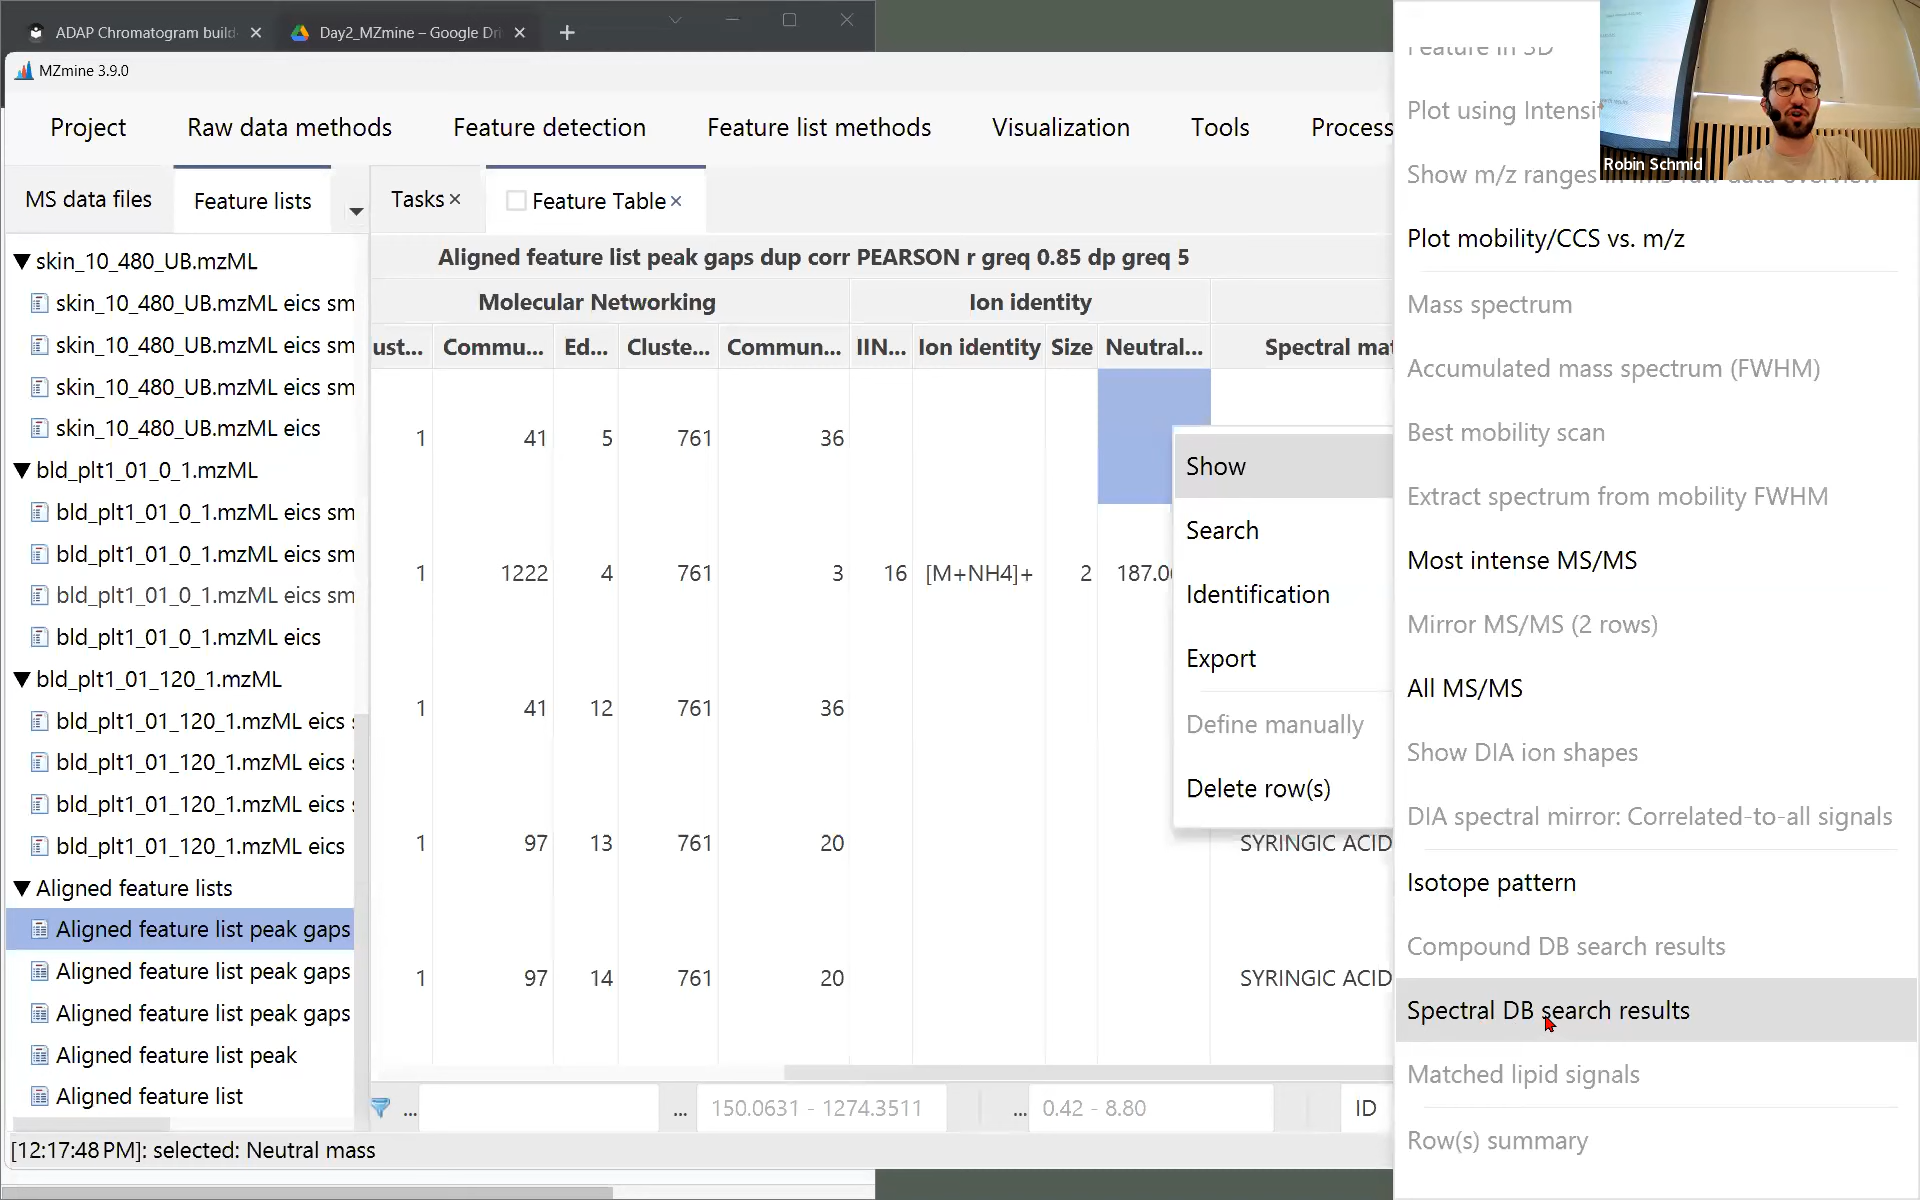 ADAP Chromatogram build
Day2_MZmine – Google Dri
MZmine 3.9.0
Project
Raw data methods
Feature detection
Feature list methods
Visualization
Tools
Process
MS data files
Feature lists
Tasks
Feature Table
skin_10_480_UB.mzML
skin_10_480_UB.mzML eics sm
skin_10_480_UB.mzML eics sm
skin_10_480_UB.mzML eics sm
skin_10_480_UB.mzML eics
bld_plt1_01_0_1.mzML
bld_plt1_01_0_1.mzML eics sm
bld_plt1_01_0_1.mzML eics sm
bld_plt1_01_0_1.mzML eics sm
bld_plt1_01_0_1.mzML eics
bld_plt1_01_120_1.mzML
bld_plt1_01_120_1.mzML eics
bld_plt1_01_120_1.mzML eics
bld_plt1_01_120_1.mzML eics
bld_plt1_01_120_1.mzML eics
Aligned feature lists
Aligned feature list peak gaps
Aligned feature list peak gaps
Aligned feature list peak gaps
Aligned feature list peak
Aligned feature list
Aligned feature list peak gaps dup corr PEARSON r greq 0.85 dp greq 5
Molecular Networking
Ion identity
ust... Commu... Ed... Cluste... Commun... IIN... Ion identity Size Neutral... Spectral mat
1 41 5 761 36
1 1222 4 761 3 16 [M+NH4]+ 2 187.0
1 41 12 761 36
1 97 13 761 20 SYRINGIC ACID
1 97 14 761 20 SYRINGIC ACID
... ... 150.0631 - 1274.3511 ... 0.42 - 8.80 ID
[12:17:48 PM]: selected: Neutral mass
Show
Search
Identification
Export
Define manually
Delete row(s)
Feature in 3D
Plot using Intensit
Show m/z ranges in ims raw data overview
Plot mobility/CCS vs. m/z
Mass spectrum
Accumulated mass spectrum (FWHM)
Best mobility scan
Extract spectrum from mobility FWHM
Most intense MS/MS
Mirror MS/MS (2 rows)
All MS/MS
Show DIA ion shapes
DIA spectral mirror: Correlated-to-all signals
Isotope pattern
Compound DB search results
Spectral DB search results
Matched lipid signals
Row(s) summary
Robin Schmid